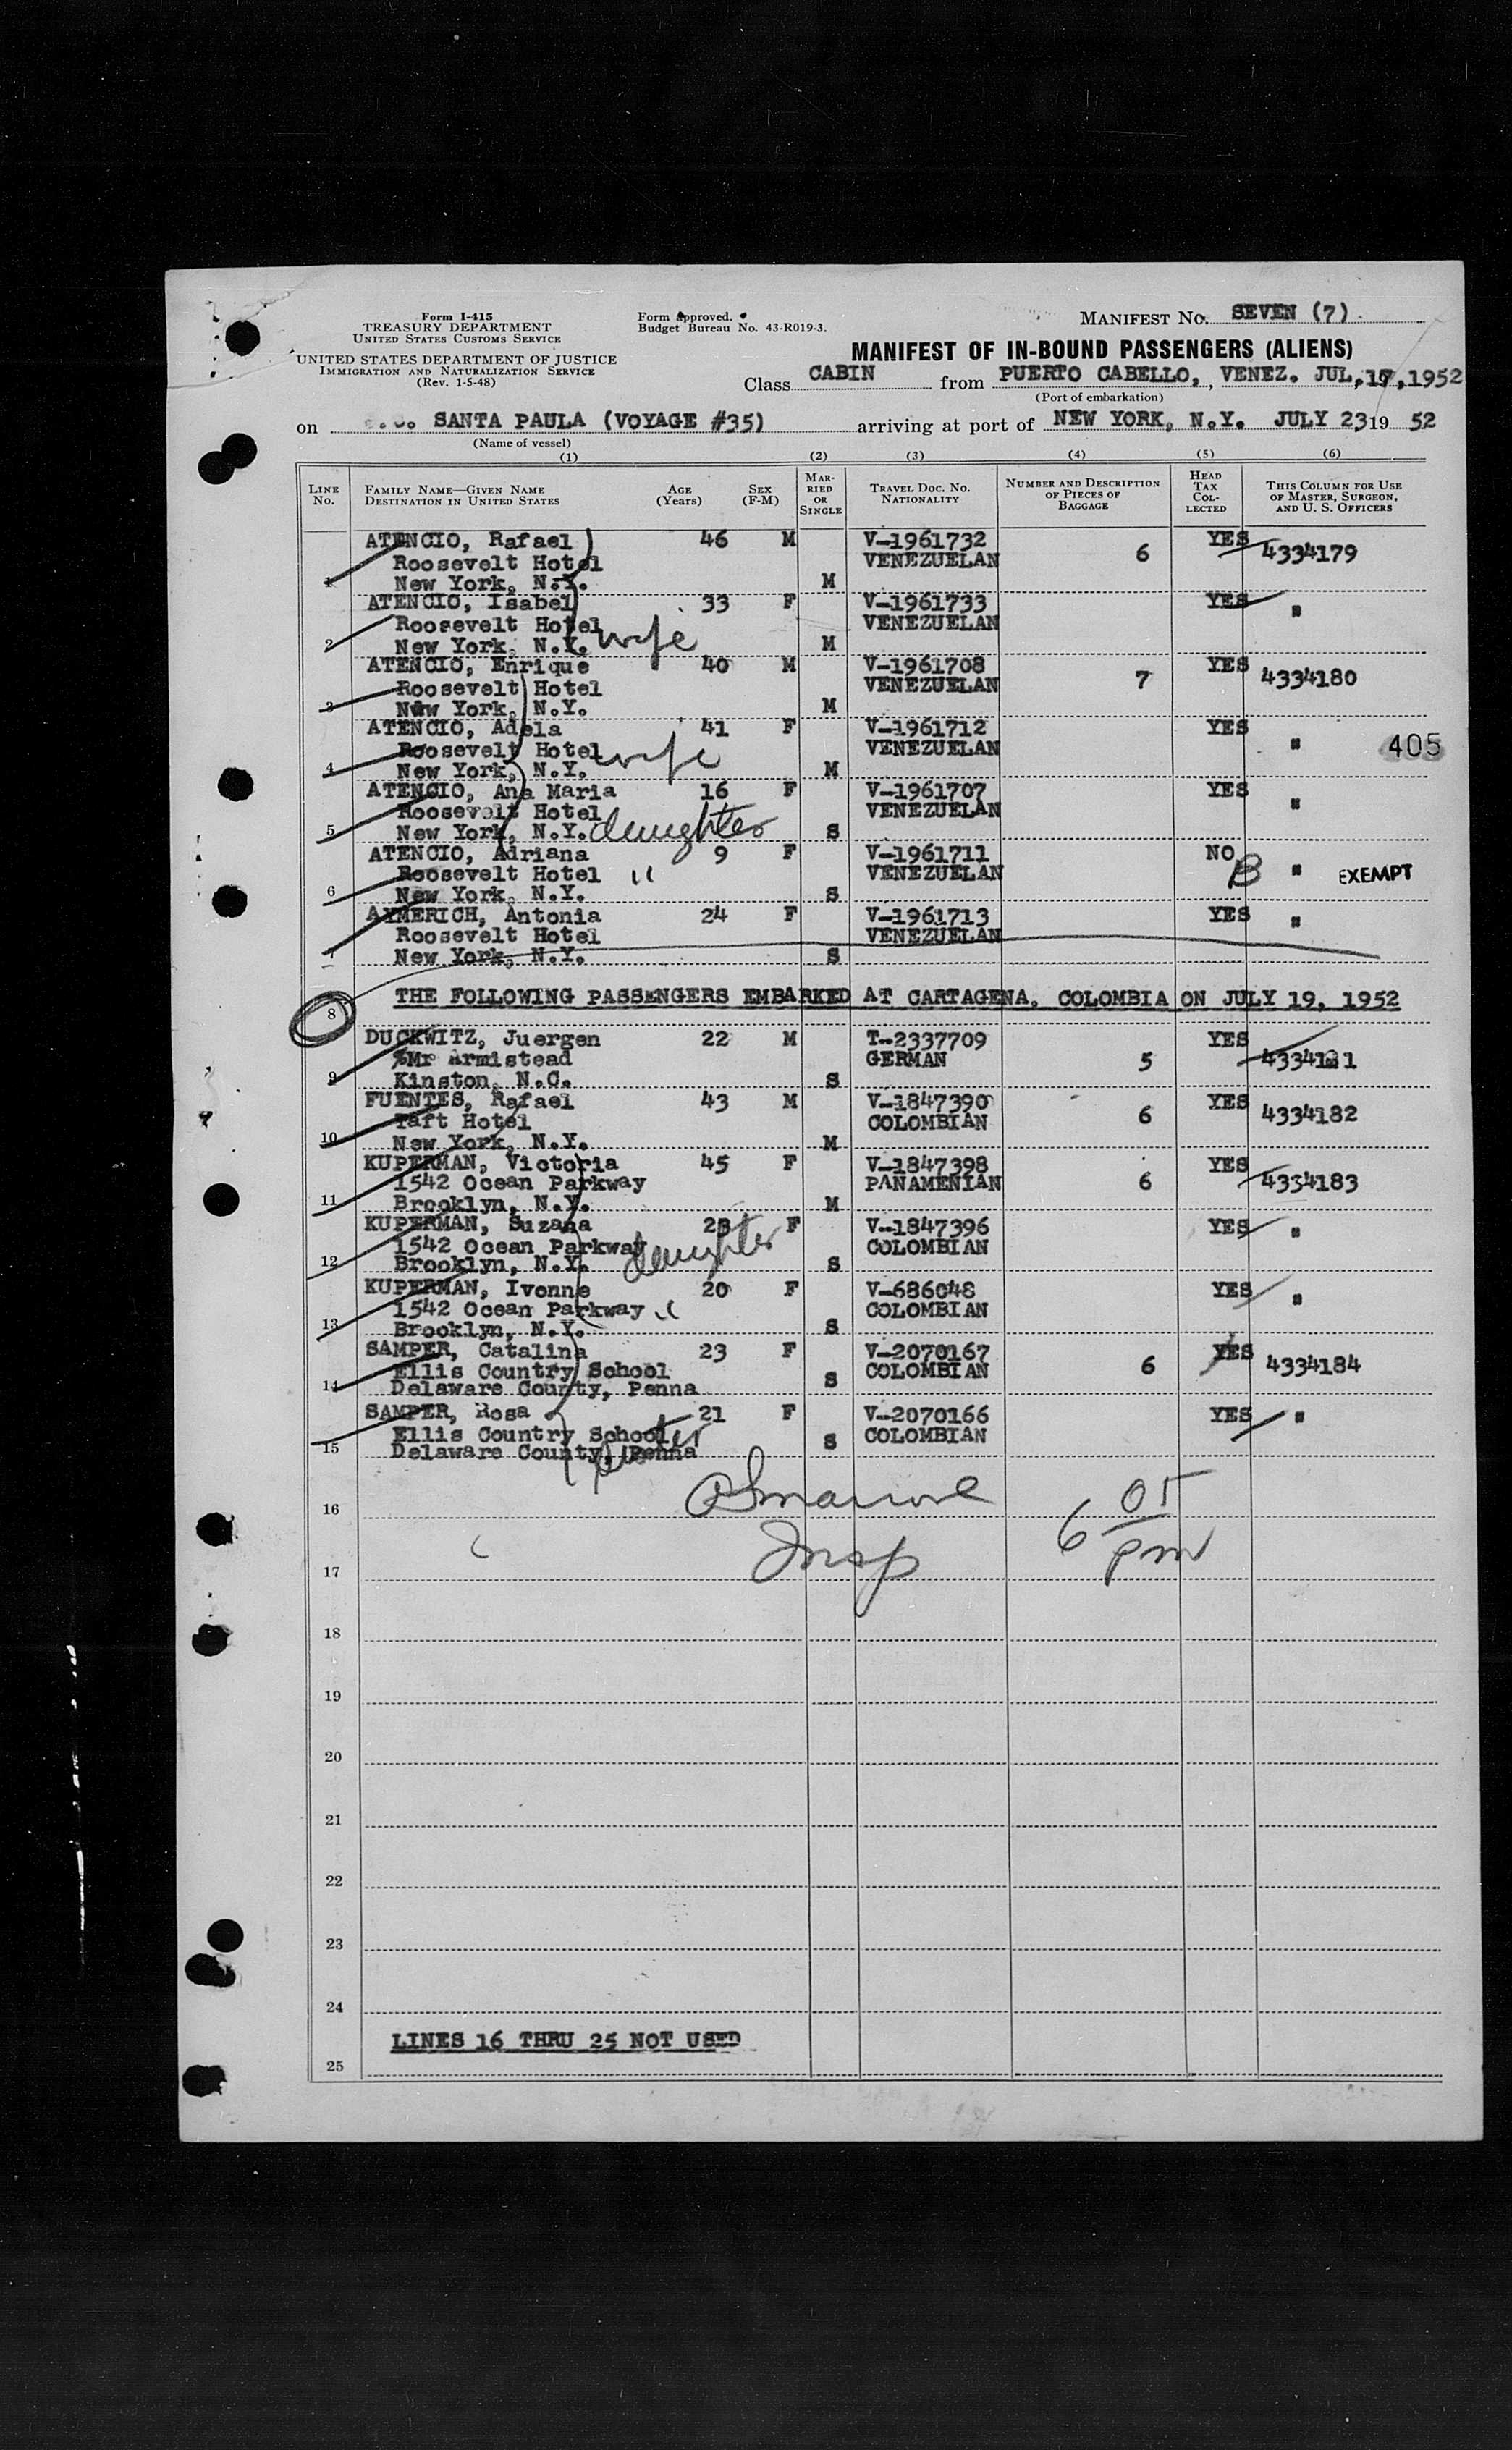 Form I-415
TREASURY DEPARTMENT
UNITED STATES CUSTOMS SERVICE
UNITED STATES DEPARTMENT OF JUSTICE
IMMIGRATION AND NATURALIZATION SERVICE
(Rev. 1-5-48)
Form approved.
Budget Bureau No. 43-R019-3.
MANIFEST No. SEVEN (7)
MANIFEST OF IN-BOUND PASSENGERS (ALIENS)
Class CABIN from PUERTO CABELLO, VENEZ. JUL. 17, 1952
(Port of embarkation)
on SANTA PAULA (VOYAGE #35) arriving at port of NEW YORK, N.Y. JULY 23 19 52
(Name of vessel)
(1) (2) (3) (4) (5) (6)
LINE No. FAMILY NAME—GIVEN NAME DESTINATION IN UNITED STATES AGE (Years) SEX (F-M) MARRIED OR SINGLE TRAVEL DOC. NO. NATIONALITY NUMBER AND DESCRIPTION OF PIECES OF BAGGAGE HEAD TAX COLLECTED THIS COLUMN FOR USE OF MASTER, SURGEON, AND U. S. OFFICERS
ATENCIO, Rafael 46 M V-1961732 YES
Roosevelt Hotel VENEZUELAN 6 4334179
1 New York, N.Y. M
ATENCIO, Isabel 33 F V-1961733 YES "
Roosevelt Hotel VENEZUELAN
2 New York, N.Y. wife M
ATENCIO, Enrique 40 M V-1961708 YES
Roosevelt Hotel VENEZUELAN 7 4334180
3 New York, N.Y. M
ATENCIO, Adela 41 F V-1961712 YES
Roosevelt Hotel wife VENEZUELAN " 405
4 New York, N.Y. M
ATENCIO, Ana Maria 16 F V-1961707 YES
Roosevelt Hotel VENEZUELAN "
5 New York, N.Y. daughter S
ATENCIO, Adriana 9 F V-1961711 NO
Roosevelt Hotel " VENEZUELAN B " EXEMPT
6 New York, N.Y. S
AYMERICH, Antonia 24 F V-1961713 YES "
Roosevelt Hotel VENEZUELAN
7 New York, N.Y. S
8 THE FOLLOWING PASSENGERS EMBARKED AT CARTAGENA, COLOMBIA ON JULY 19, 1952
DUCKWITZ, Juergen 22 M T-2337709 YES
%Mr Armistead GERMAN 5 4334181
9 Kinston, N.C. S
FUENTES, Rafael 43 M V-1847390 YES
Taft Hotel COLOMBIAN 6 4334182
10 New York, N.Y. M
KUPERMAN, Victoria 45 F V-1847398 YES
1542 Ocean Parkway PANAMENIAN 6 4334183
11 Brooklyn, N.Y. M
KUPERMAN, Suzana 23 F V-1847396 YES "
1542 Ocean Parkway daughter COLOMBIAN
12 Brooklyn, N.Y. S
KUPERMAN, Ivonne 20 F V-686048 YES
1542 Ocean Parkway " COLOMBIAN "
13 Brooklyn, N.Y. S
SAMPER, Catalina 23 F V-2070167 YES
Ellis Country School COLOMBIAN 6 4334184
14 Delaware County, Penna S
SAMPER, Rosa 21 F V-2070166 YES "
Ellis Country School COLOMBIAN
15 Delaware County, Penna S
16 6 05
17 Insp pm
18
19
20
21
22
23
24
LINES 16 THRU 25 NOT USED
25